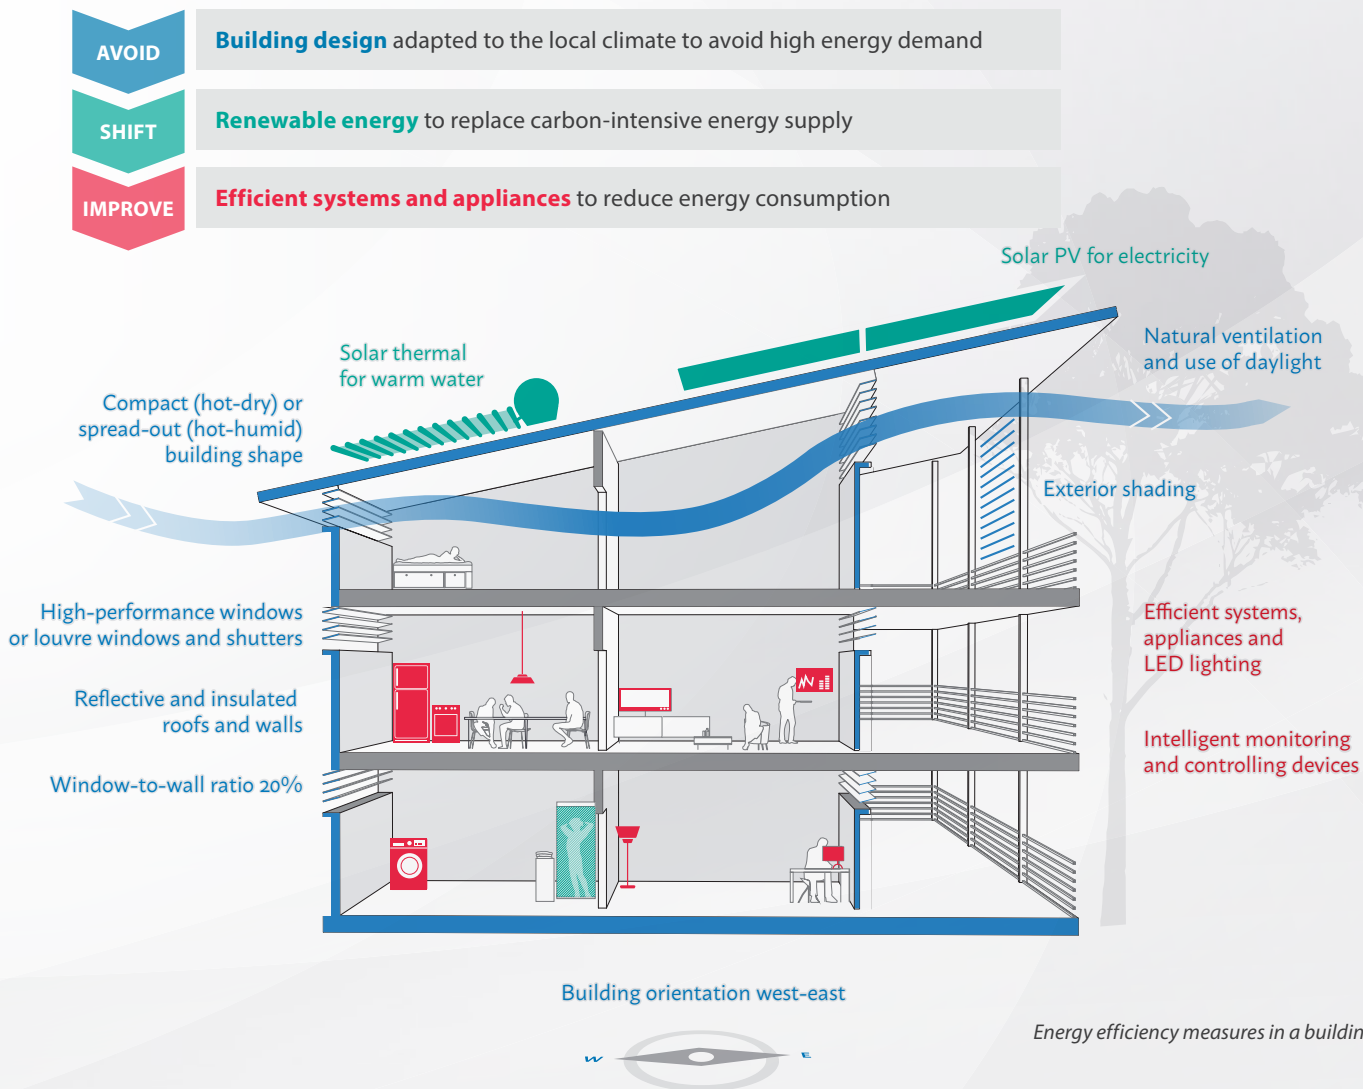 AVOID
Building design adapted to the local climate to avoid high energy demand
SHIFT
Renewable energy to replace carbon-intensive energy supply
IMPROVE
Efficient systems and appliances to reduce energy consumption
Solar PV for electricity
Natural ventilation
and use of daylight
Solar thermal
for warm water
Compact (hot-dry) or
spread-out (hot-humid)
building shape
Exterior shading
High-performance windows
or louvre windows and shutters
Efficient systems,
appliances and
LED lighting
Reflective and insulated
roofs and walls
Intelligent monitoring
and controlling devices
Window-to-wall ratio 20%
Building orientation west-east
Energy efficiency measures in a buildin
W E